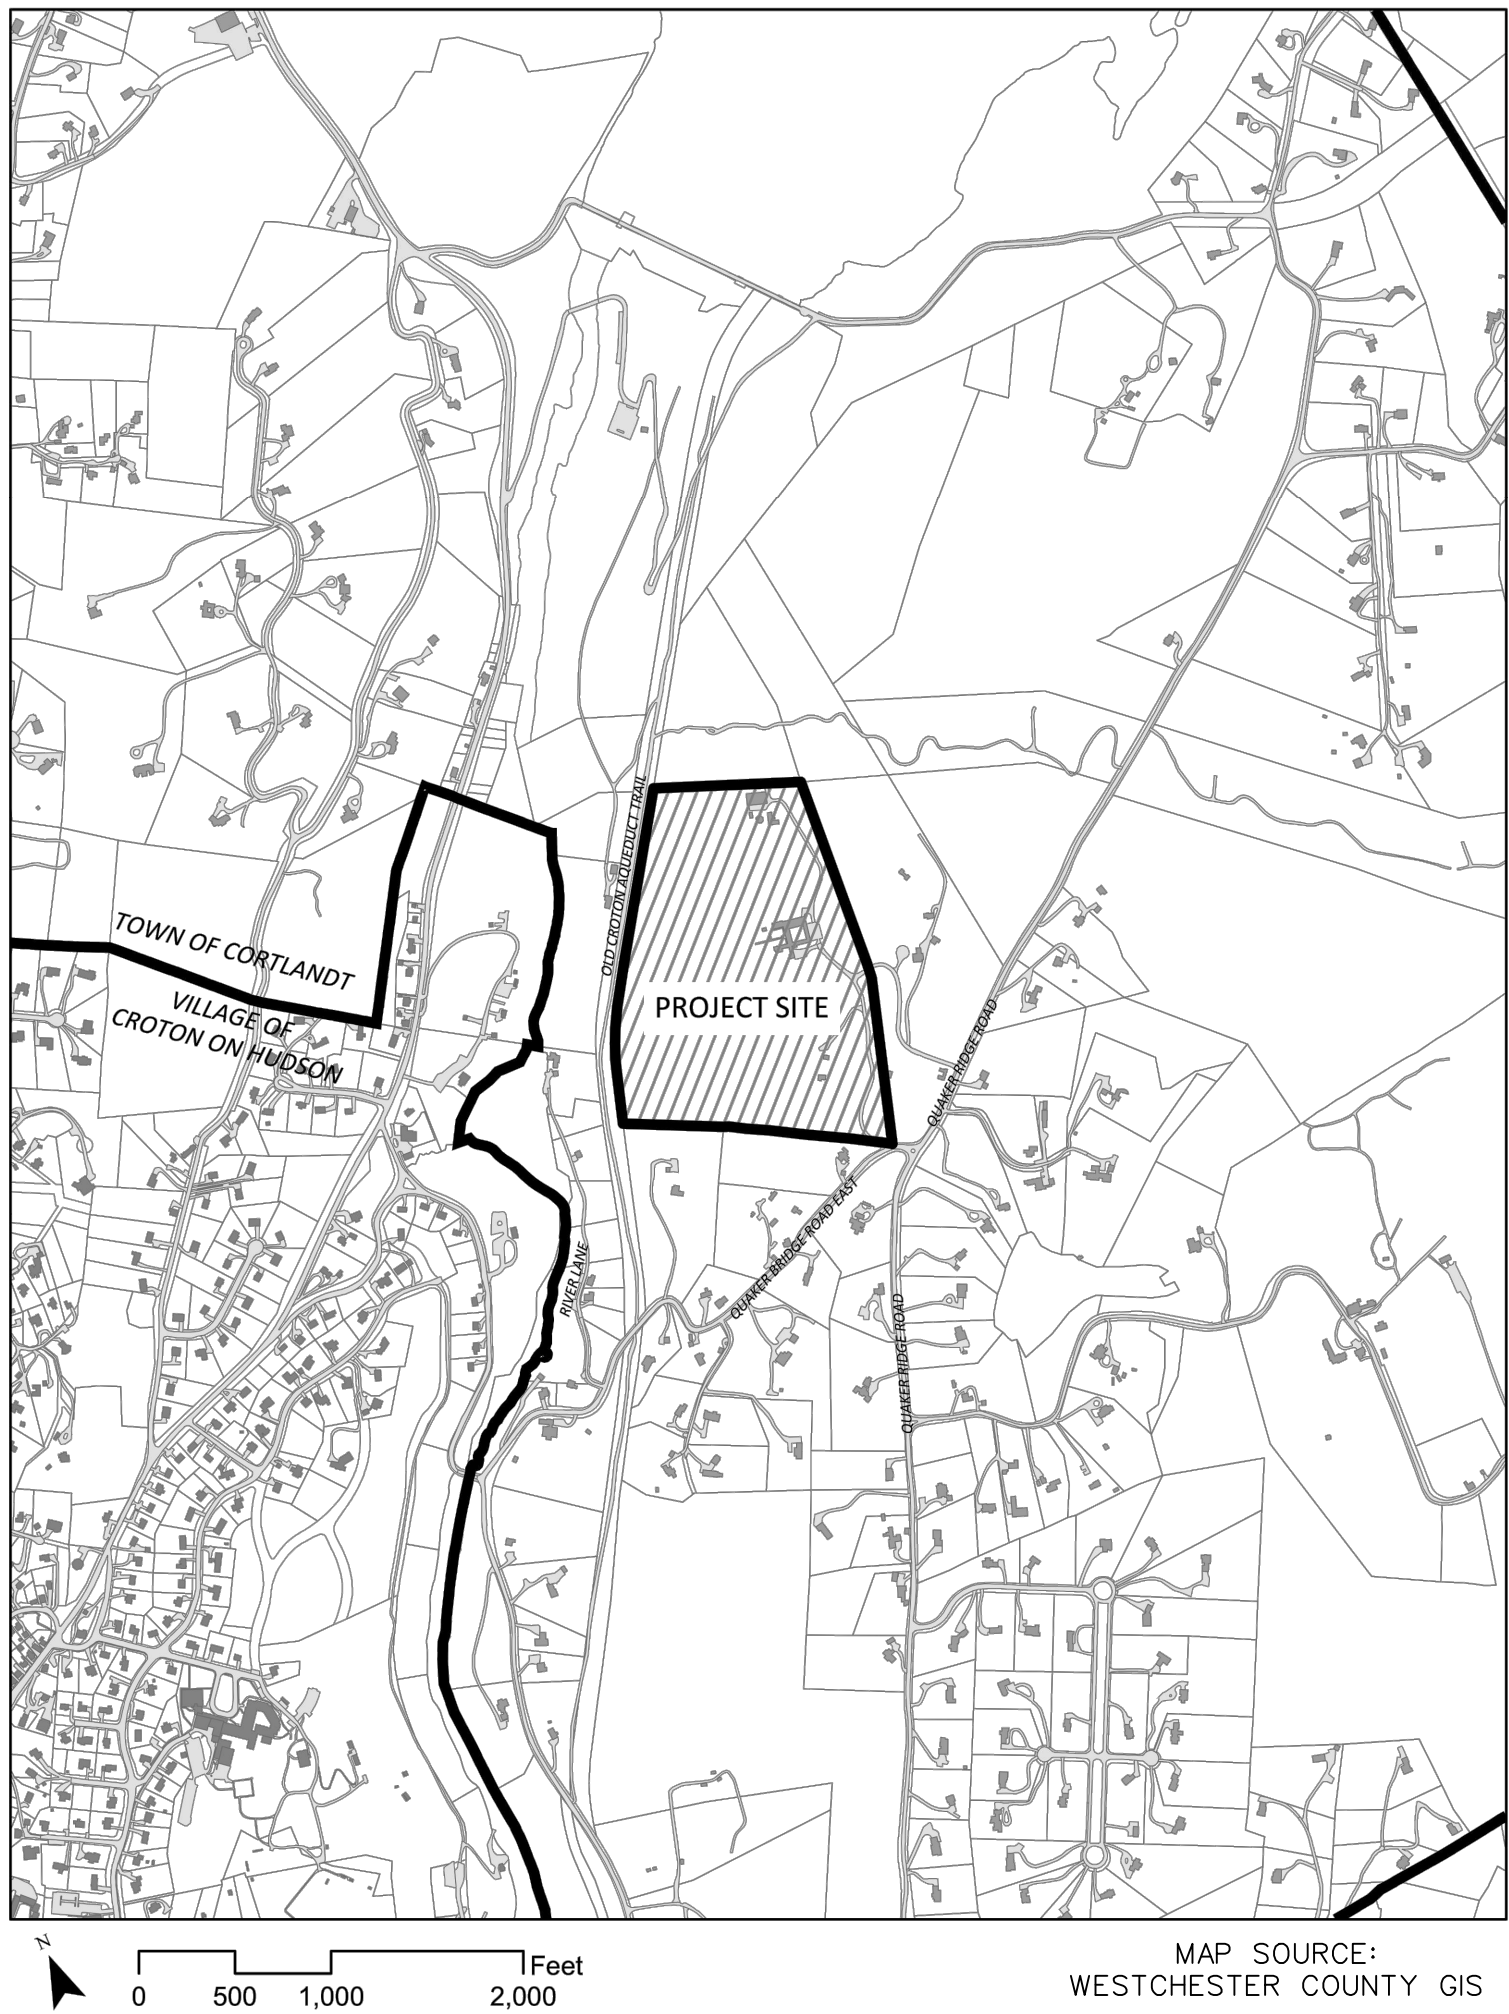 OLD CROTON AQUEDUCT TRAIL
TOWN OF CORTLANDT
VILLAGE OF
CROTON ON HUDSON
PROJECT SITE
QUAKER RIDGE ROAD
QUAKER BRIDGE ROAD EAST
RIVER LANE
QUAKER RIDGE ROAD
N
Feet
0 500 1,000 2,000
MAP SOURCE:
WESTCHESTER COUNTY GIS